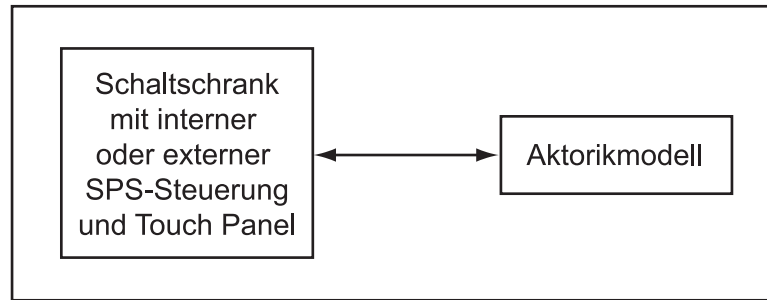 Schaltschrank
mit interner
oder externer
SPS-Steuerung
und Touch Panel
Aktorikmodell